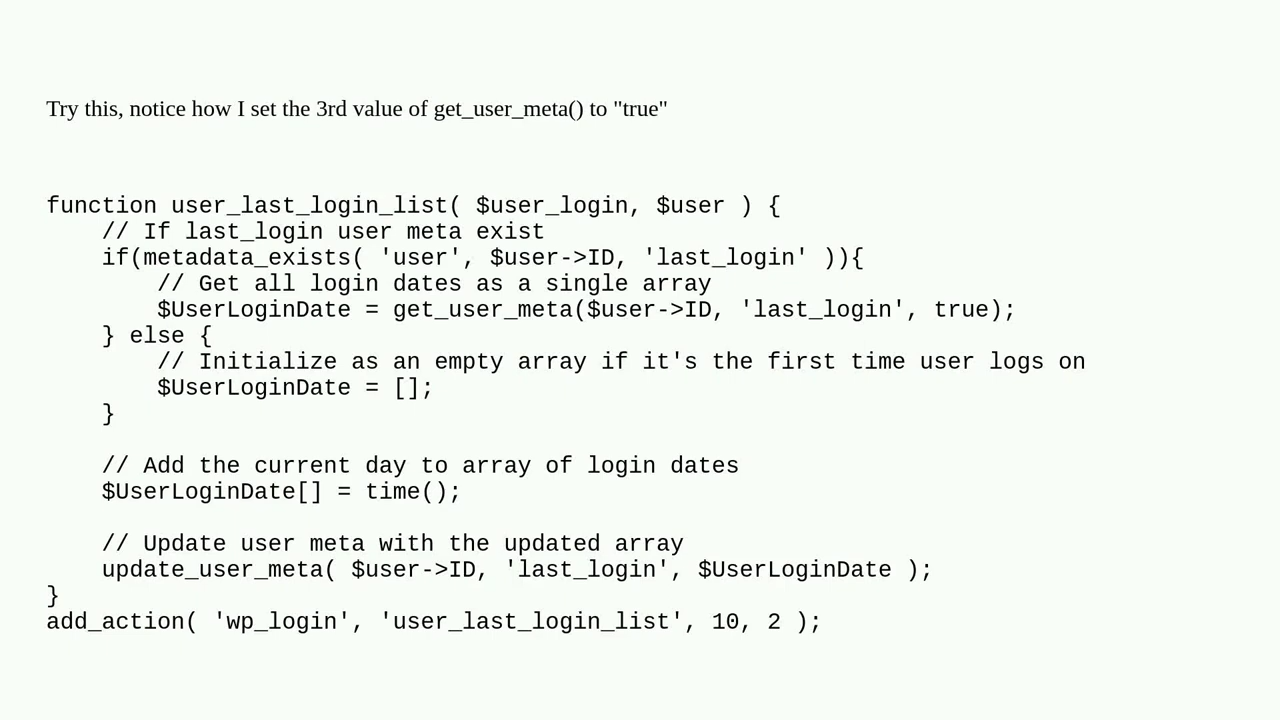 Try this, notice how I set the 3rd value of get_user_meta() to "true"
function user_last_login_list( $user_login, $user ) {
    // If last_login user meta exist
    if(metadata_exists( 'user', $user->ID, 'last_login' )){
        // Get all login dates as a single array
        $UserLoginDate = get_user_meta($user->ID, 'last_login', true);
    } else {
        // Initialize as an empty array if it's the first time user logs on
        $UserLoginDate = [];
    }
    // Add the current day to array of login dates
    $UserLoginDate[] = time();
    // Update user meta with the updated array
    update_user_meta( $user->ID, 'last_login', $UserLoginDate );
}
add_action( 'wp_login', 'user_last_login_list', 10, 2 );